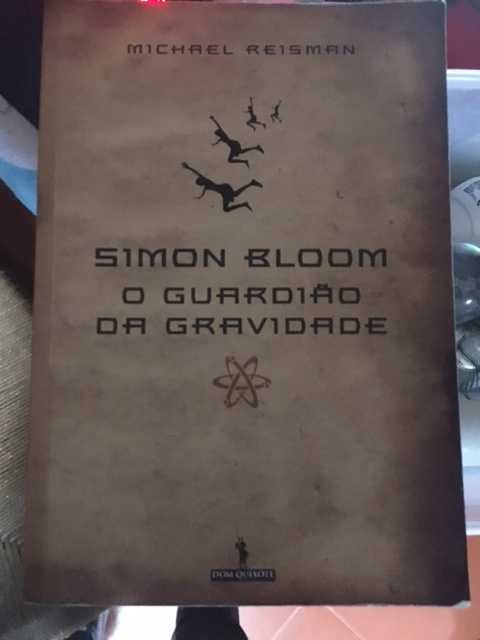 MICHAEL REISMAN
SIMON BLOOM
O GUARDIÃO
DA GRAVIDADE
DOM QUIXOTE